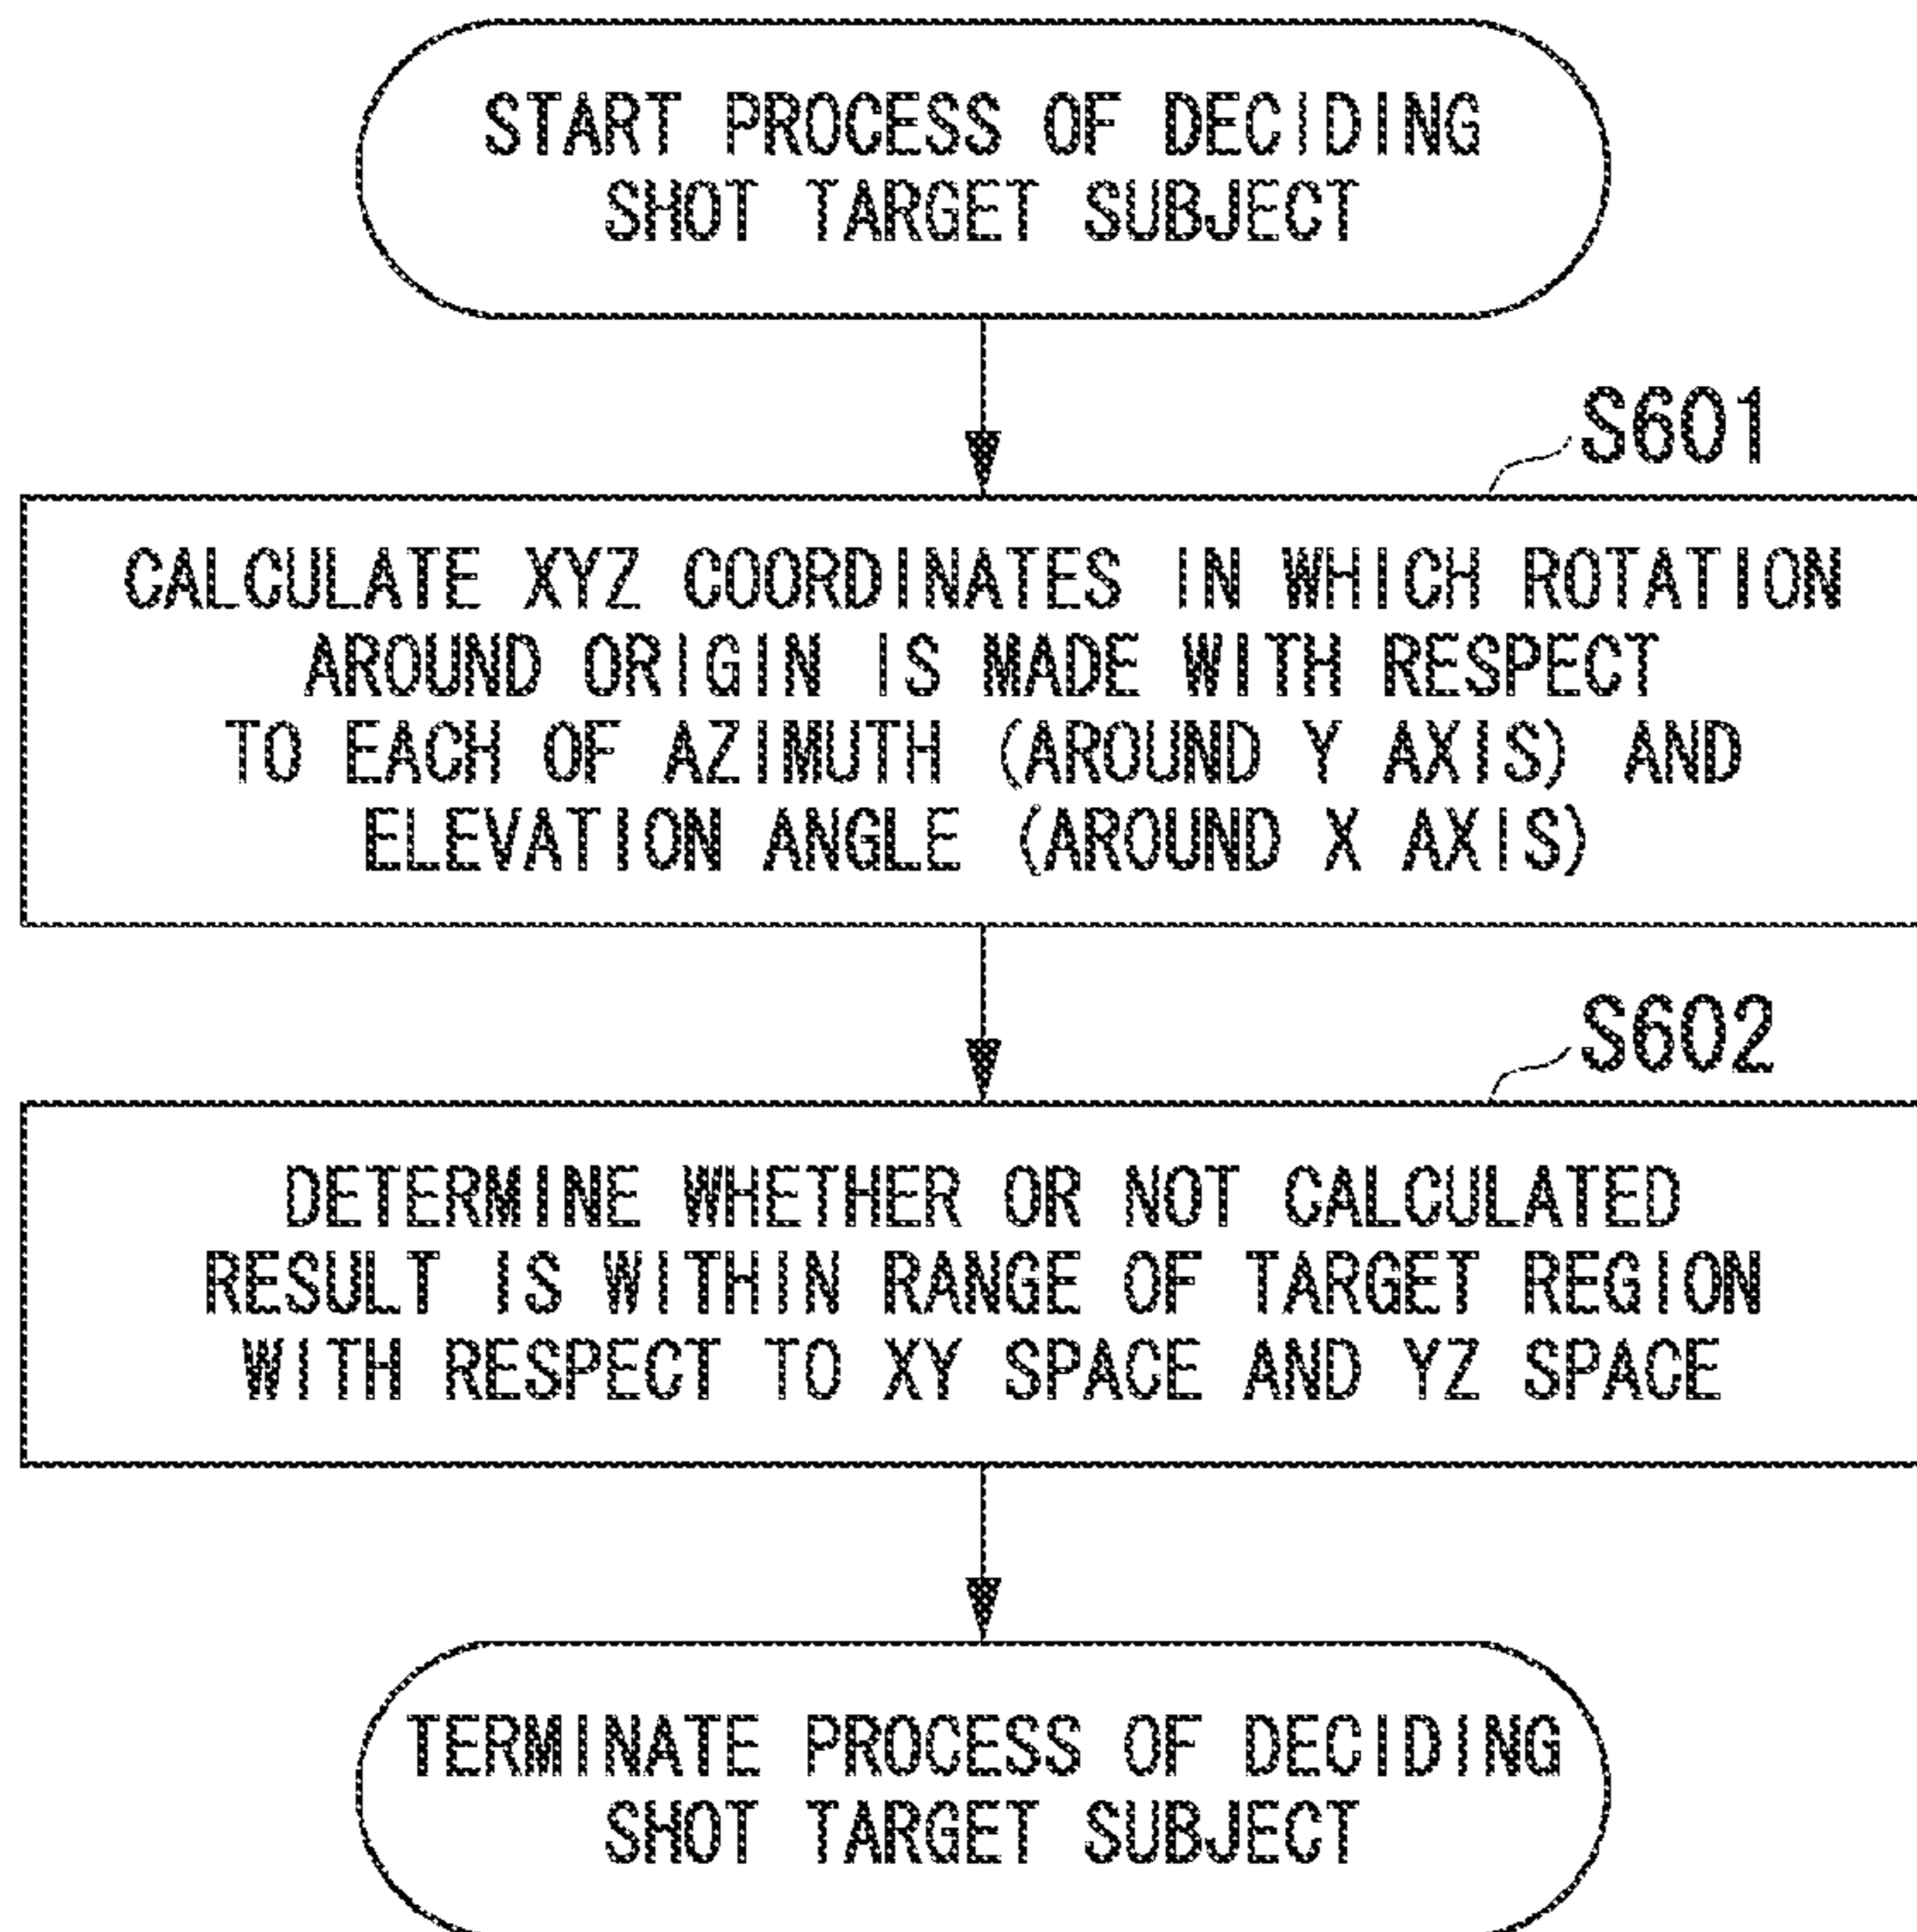 START PROCESS OF DECIDING
SHOT TARGET SUBJECT
S601
CALCULATE XYZ COORDINATES IN WHICH ROTATION
AROUND ORIGIN IS MADE WITH RESPECT
TO EACH OF AZIMUTH (AROUND Y AXIS) AND
ELEVATION ANGLE (AROUND X AXIS)
S602
DETERMINE WHETHER OR NOT CALCULATED
RESULT IS WITHIN RANGE OF TARGET REGION
WITH RESPECT TO XY SPACE AND YZ SPACE
TERMINATE PROCESS OF DECIDING
SHOT TARGET SUBJECT